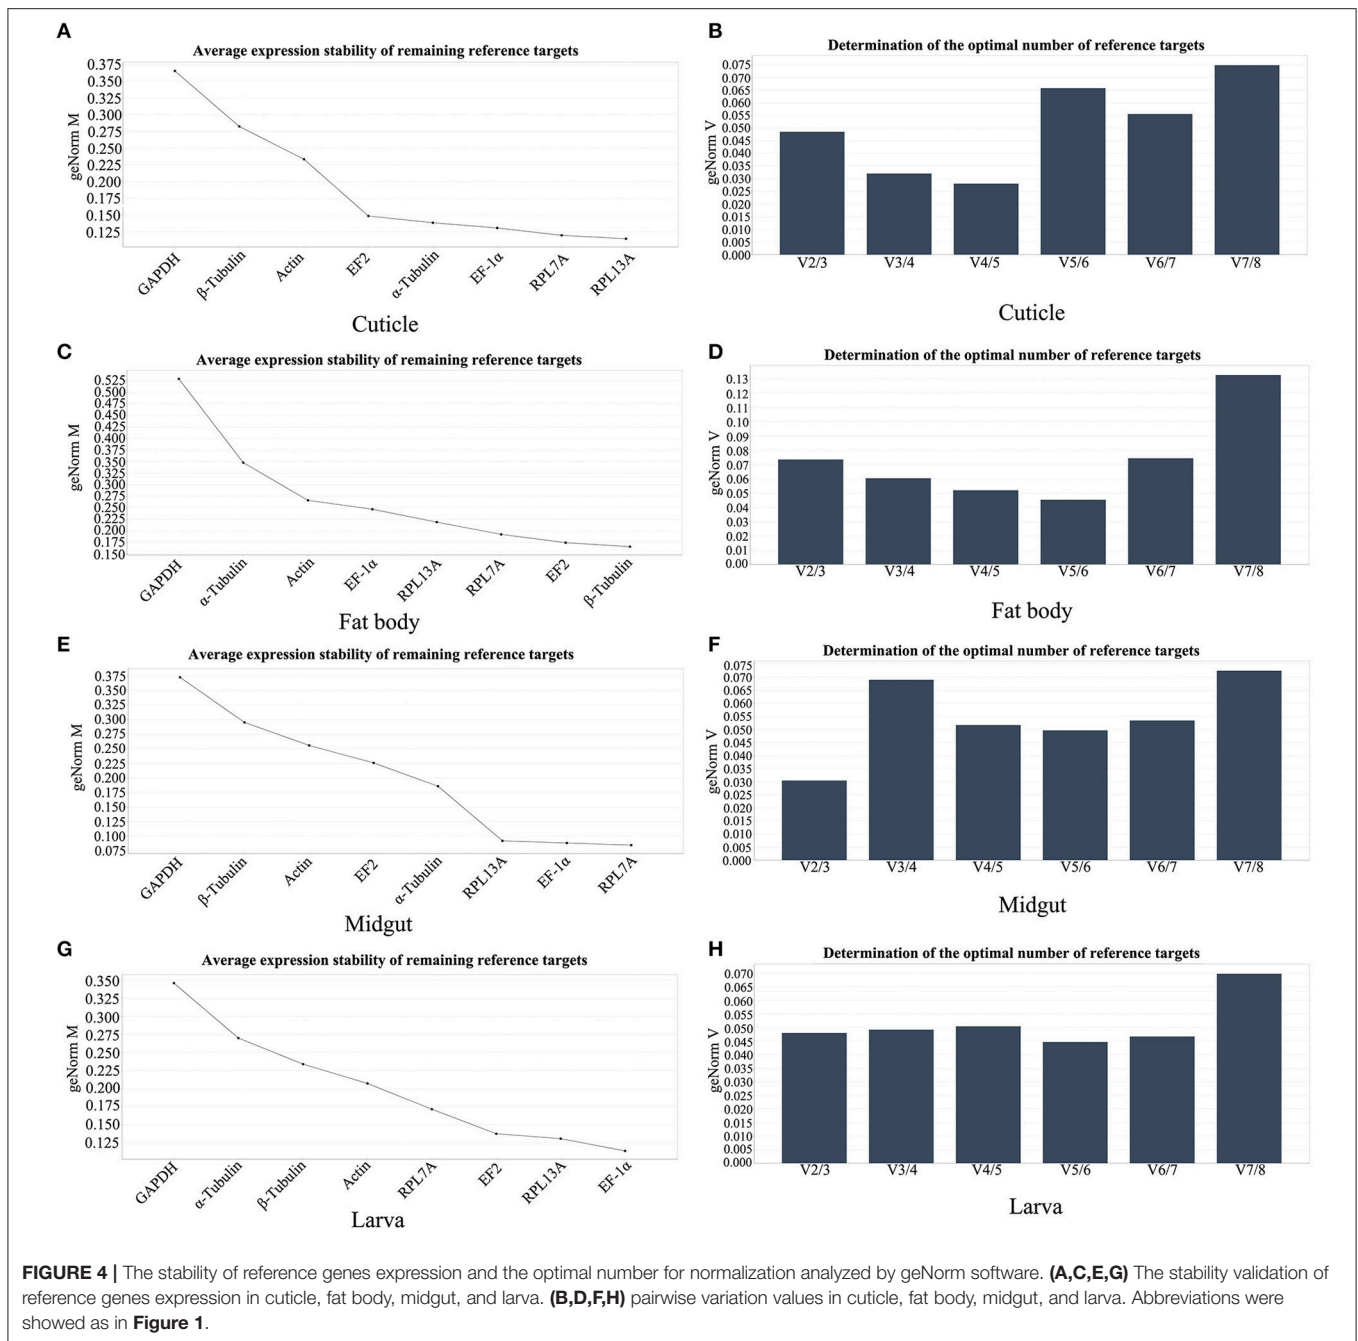 A
Average expression stability of remaining reference targets
geNorm M
0.375
0.350
0.325
0.300
0.275
0.250
0.225
0.200
0.175
0.150
0.125
GAPDH
β-Tubulin
Actin
EF2
α-Tubulin
EF-1α
RPL7A
RPL13A
Cuticle
B
Determination of the optimal number of reference targets
geNorm V
0.075
0.070
0.065
0.060
0.055
0.050
0.045
0.040
0.035
0.030
0.025
0.020
0.015
0.010
0.005
0.000
V2/3
V3/4
V4/5
V5/6
V6/7
V7/8
Cuticle
C
Average expression stability of remaining reference targets
geNorm M
0.525
0.500
0.475
0.450
0.425
0.400
0.375
0.350
0.325
0.300
0.275
0.250
0.225
0.200
0.175
0.150
GAPDH
α-Tubulin
Actin
EF-1α
RPL13A
RPL7A
EF2
β-Tubulin
Fat body
D
Determination of the optimal number of reference targets
geNorm V
0.13
0.12
0.11
0.09
0.08
0.07
0.06
0.05
0.03
0.02
0.01
0.00
V2/3
V3/4
V4/5
V5/6
V6/7
V7/8
Fat body
E
Average expression stability of remaining reference targets
geNorm M
0.375
0.350
0.325
0.300
0.275
0.250
0.225
0.200
0.175
0.150
0.125
0.100
0.075
GAPDH
β-Tubulin
Actin
EF2
α-Tubulin
RPL13A
EF-1α
RPL7A
Midgut
F
Determination of the optimal number of reference targets
geNorm V
0.075
0.070
0.065
0.060
0.055
0.050
0.045
0.040
0.035
0.030
0.025
0.020
0.015
0.010
0.005
0.000
V2/3
V3/4
V4/5
V5/6
V6/7
V7/8
Midgut
G
Average expression stability of remaining reference targets
geNorm M
0.350
0.325
0.300
0.275
0.250
0.225
0.200
0.175
0.150
0.125
GAPDH
α-Tubulin
β-Tubulin
Actin
RPL7A
EF2
RPL13A
EF-1α
Larva
H
Determination of the optimal number of reference targets
geNorm V
0.070
0.065
0.060
0.055
0.050
0.045
0.040
0.035
0.030
0.025
0.020
0.015
0.010
0.005
0.000
V2/3
V3/4
V4/5
V5/6
V6/7
V7/8
Larva
FIGURE 4 | The stability of reference genes expression and the optimal number for normalization analyzed by geNorm software. (A,C,E,G) The stability validation of
reference genes expression in cuticle, fat body, midgut, and larva. (B,D,F,H) pairwise variation values in cuticle, fat body, midgut, and larva. Abbreviations were
showed as in Figure 1.